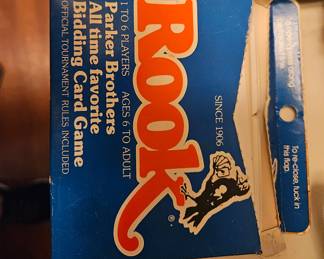 SINCE 1906
ROOK®
1 TO 6 PLAYERS AGES 6 TO ADULT
Parker Brothers
All time favorite
Bidding Card Game
OFFICIAL TOURNAMENT RULES INCLUDED
To re-close, tuck in
this flap.